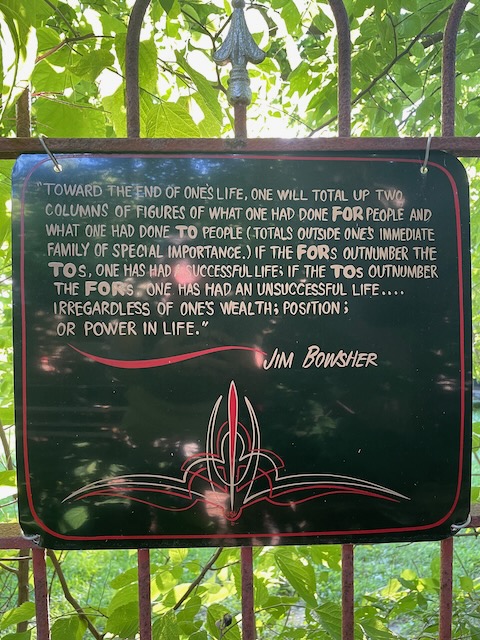 "TOWARD THE END OF ONE'S LIFE, ONE WILL TOTAL UP TWO
COLUMNS OF FIGURES OF WHAT ONE HAD DONE FOR PEOPLE AND
WHAT ONE HAD DONE TO PEOPLE (TOTALS OUTSIDE ONE'S IMMEDIATE
FAMILY OF SPECIAL IMPORTANCE.) IF THE FORS OUTNUMBER THE
TOS, ONE HAS HAD A SUCCESSFUL LIFE; IF THE TOS OUTNUMBER
THE FORS, ONE HAS HAD AN UNSUCCESSFUL LIFE....
IRREGARDLESS OF ONE'S WEALTH; POSITION;
OR POWER IN LIFE."
JIM BOWSHER